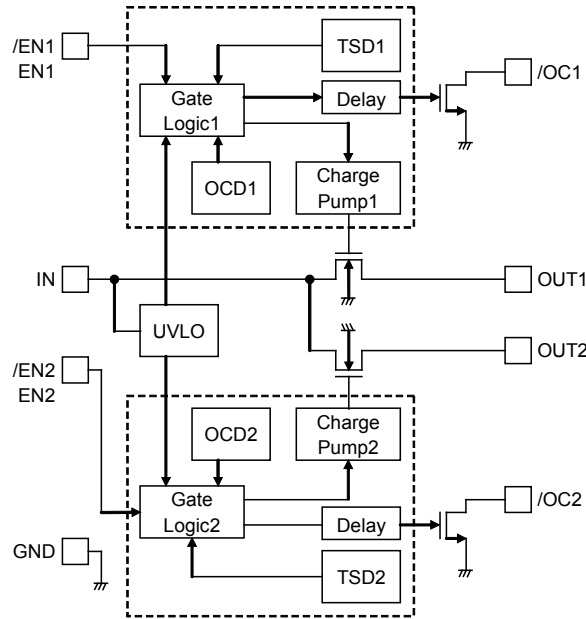 /EN1
EN1
TSD1
/OC1
Gate
Logic1
Delay
OCD1
Charge
Pump1
IN
OUT1
UVLO
OUT2
/EN2
EN2
OCD2
Charge
Pump2
Gate
Logic2
Delay
/OC2
GND
TSD2